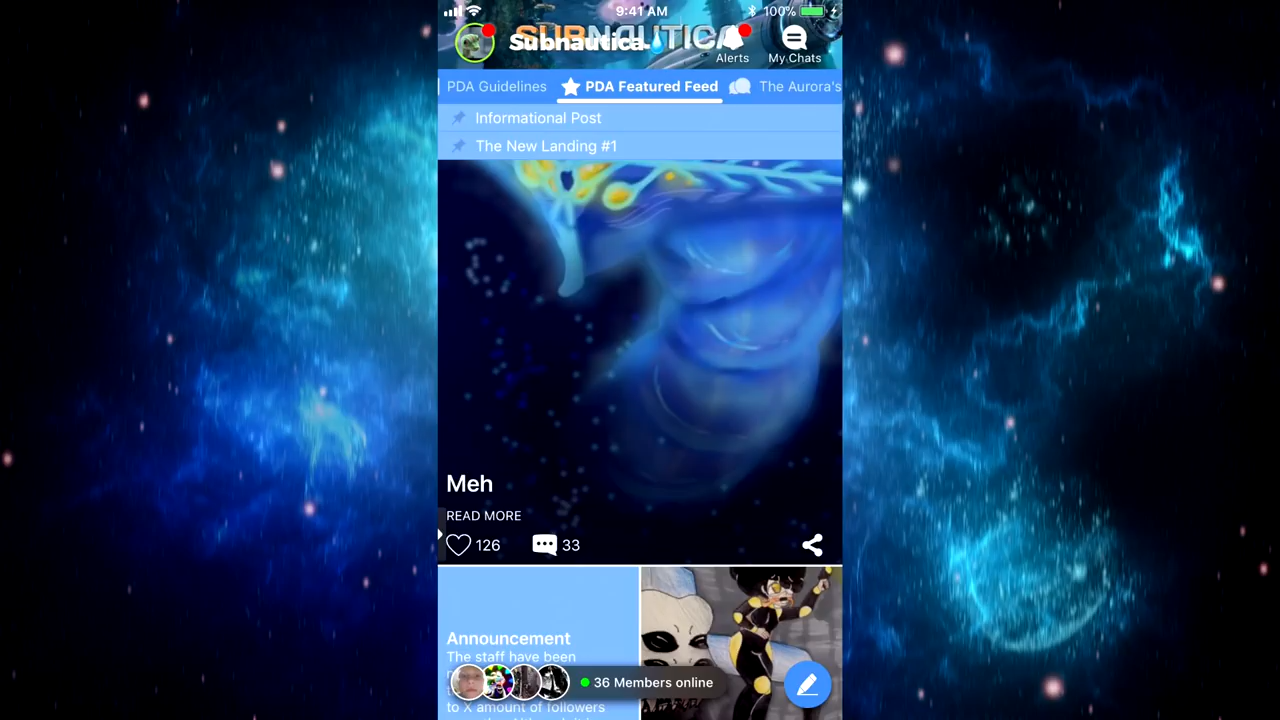 9:41 AM
100%
SUBNAUTICA
Subnautica
Alerts
My Chats
PDA Guidelines
PDA Featured Feed
The Aurora's
Informational Post
The New Landing #1
Meh
READ MORE
126
33
Announcement
The staff have been
36 Members online
to X amount of followers